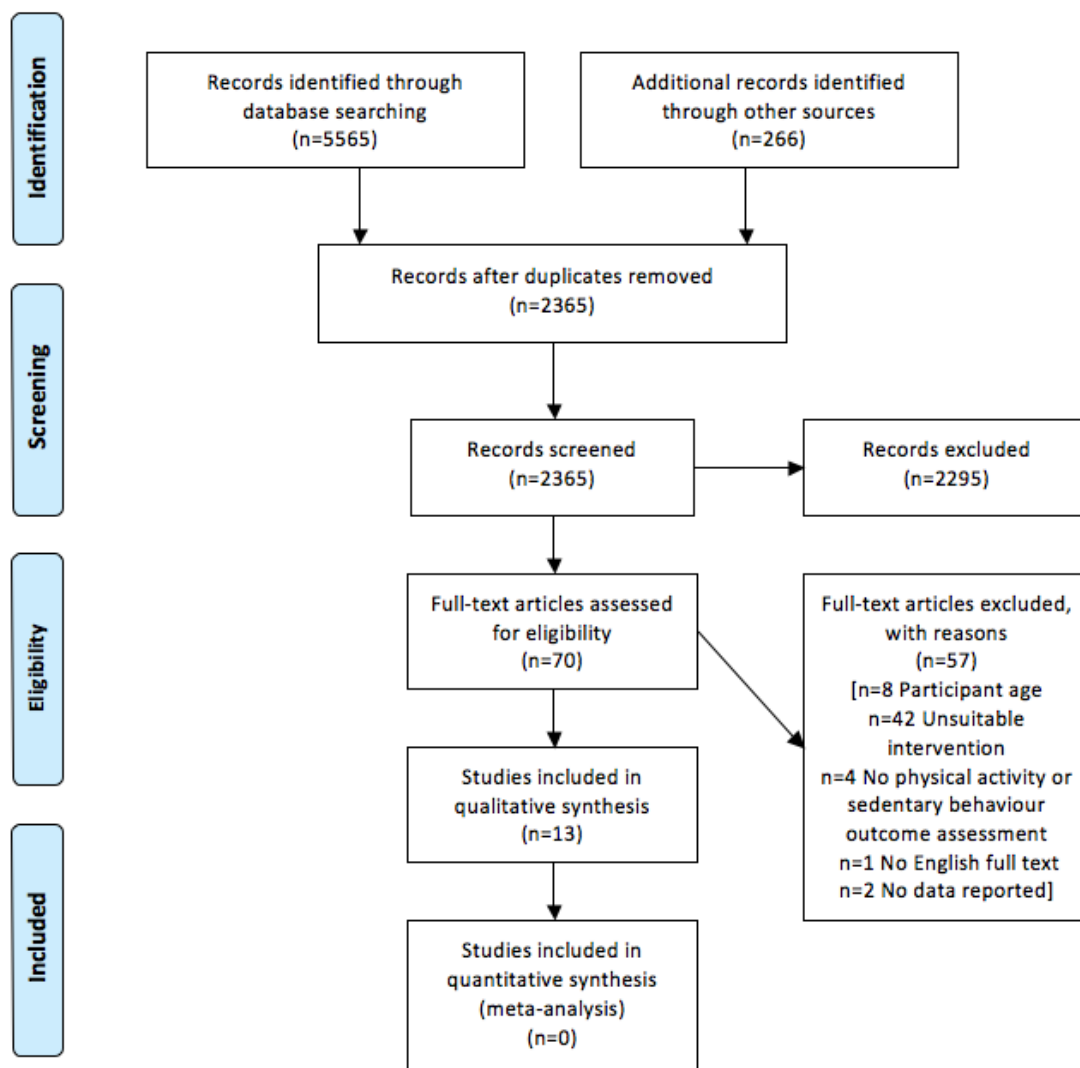 Identification
Records identified through
database searching
(n=5565)
Additional records identified
through other sources
(n=266)
Records after duplicates removed
(n=2365)
Screening
Records screened
(n=2365)
Records excluded
(n=2295)
Eligibility
Full-text articles assessed
for eligibility
(n=70)
Full-text articles excluded,
with reasons
(n=57)
[n=8 Participant age
n=42 Unsuitable
intervention
n=4 No physical activity or
sedentary behaviour
outcome assessment
n=1 No English full text
n=2 No data reported]
Studies included in
qualitative synthesis
(n=13)
Included
Studies included in
quantitative synthesis
(meta-analysis)
(n=0)